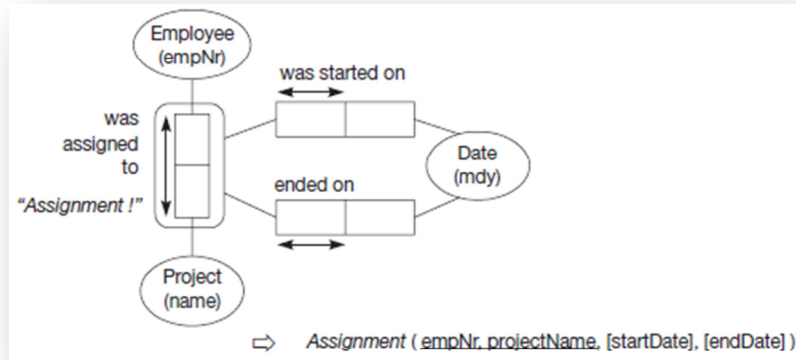 Employee
(empNr)
was started on
was
assigned
to
"Assignment !"
Date
(mdy)
ended on
Project
(name)
⇨ Assignment ( empNr, projectName, [startDate], [endDate] )